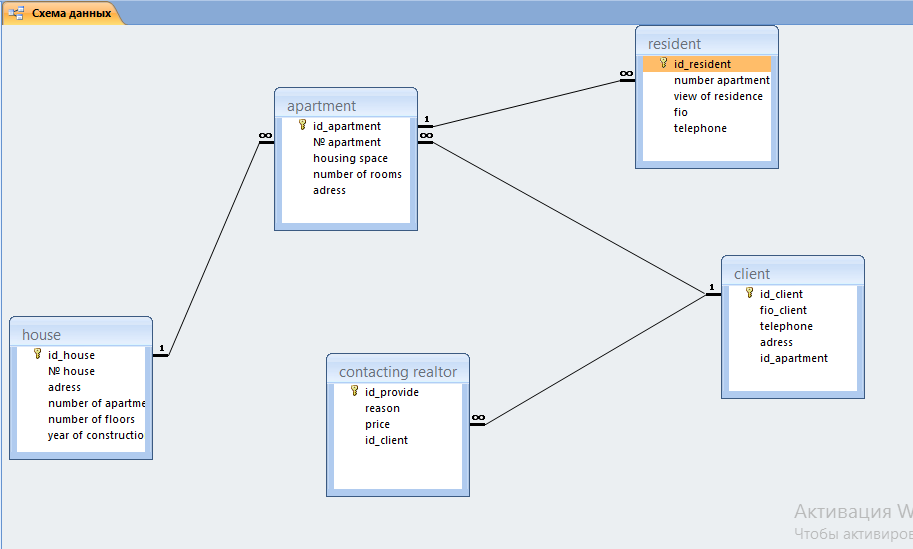 Схема данных
resident
id_resident
number apartment
view of residence
fio
telephone
apartment
id_apartment
№ apartment
housing space
number of rooms
adress
1
∞
∞
1
∞
client
id_client
fio_client
telephone
adress
id_apartment
1
house
id_house
№ house
adress
number of apartme
number of floors
year of constructio
1
contacting realtor
id_provide
reason
price
id_client
∞
Активация W
Чтобы активиров